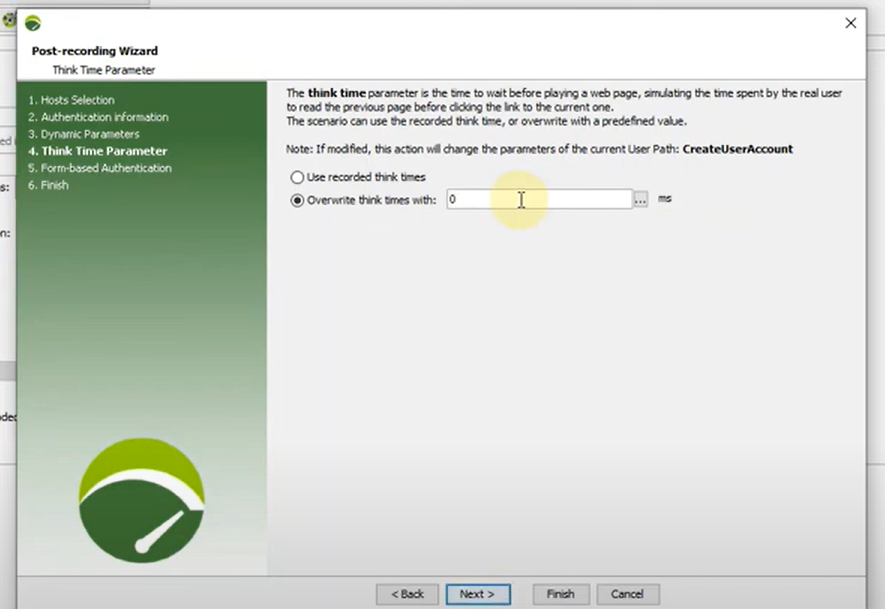 Post-recording Wizard
Think Time Parameter
1. Hosts Selection
2. Authentication information
3. Dynamic Parameters
4. Think Time Parameter
5. Form-based Authentication
6. Finish
The think time parameter is the time to wait before playing a web page, simulating the time spent by the real user
to read the previous page before clicking the link to the current one.
The scenario can use the recorded think time, or overwrite with a predefined value.
Note: If modified, this action will change the parameters of the current User Path: CreateUserAccount
Use recorded think times
Overwrite think times with: 0 ... ms
< Back Next > Finish Cancel